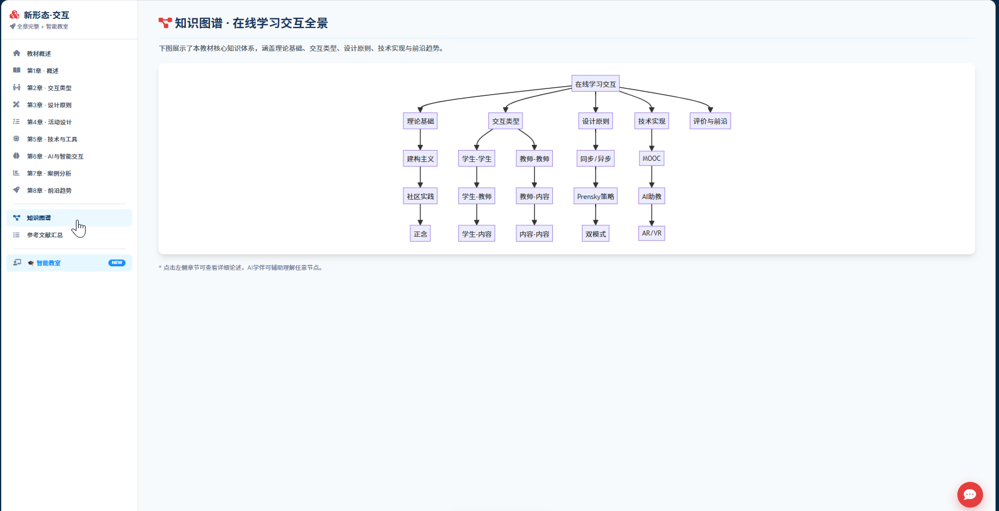 新形态·交互
全章完整 + 智能教室
教材概述
第1章 · 概述
第2章 · 交互类型
第3章 · 设计原则
第4章 · 活动设计
第5章 · 技术与工具
第6章 · AI与智能交互
第7章 · 案例分析
第8章 · 前沿趋势
知识图谱
参考文献汇总
智能教室 NEW
知识图谱 · 在线学习交互全景
下图展示了本教材核心知识体系，涵盖理论基础、交互类型、设计原则、技术实现与前沿趋势。
在线学习交互
理论基础 交互类型 设计原则 技术实现 评价与前沿
建构主义 学生-学生 教师-教师 同步/异步 MOOC
社区实践 学生-教师 教师-内容 Prensky策略 AI助教
正念 学生-内容 内容-内容 双模式 AR/VR
* 点击左侧章节可查看详细论述，AI学伴可辅助理解任意节点。